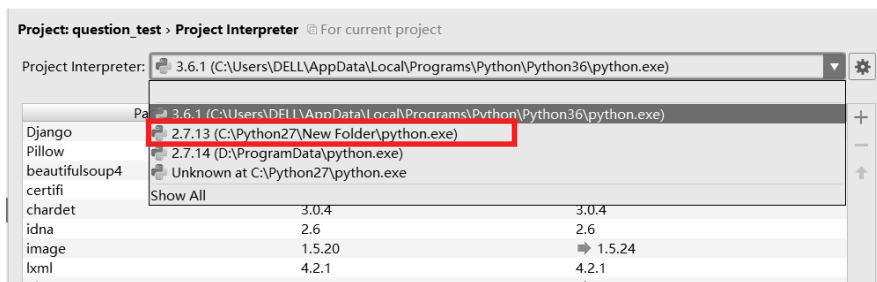 Project: question_test › Project Interpreter For current project
Project Interpreter: 3.6.1 (C:\Users\DELL\AppData\Local\Programs\Python\Python36\python.exe)
Pa
3.6.1 (C:\Users\DELL\AppData\Local\Programs\Python\Python36\python.exe)
Django
2.7.13 (C:\Python27\New Folder\python.exe)
Pillow
2.7.14 (D:\ProgramData\python.exe)
beautifulsoup4
Unknown at C:\Python27\python.exe
certifi
Show All
chardet 3.0.4 3.0.4
idna 2.6 2.6
image 1.5.20 1.5.24
lxml 4.2.1 4.2.1